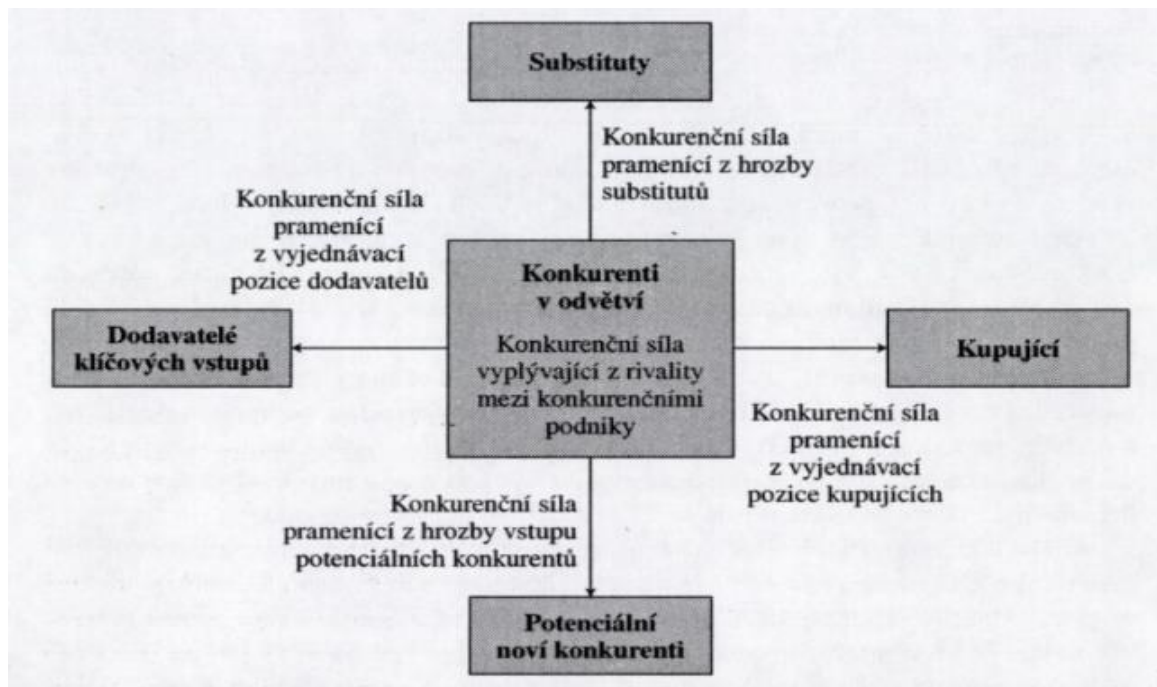 Substituty
Konkurenční síla
pramenící z hrozby
substitutů
Konkurenční síla
pramenící
z vyjednávací
pozice dodavatelů
Konkurenti
v odvětví
Konkurenční síla
vyplývající z rivality
mezi konkurenčními
podniky
Dodavatelé
klíčových vstupů
Kupující
Konkurenční síla
pramenící
z vyjednávací
pozice kupujících
Konkurenční síla
pramenící z hrozby vstupu
potenciálních konkurentů
Potenciální
noví konkurenti